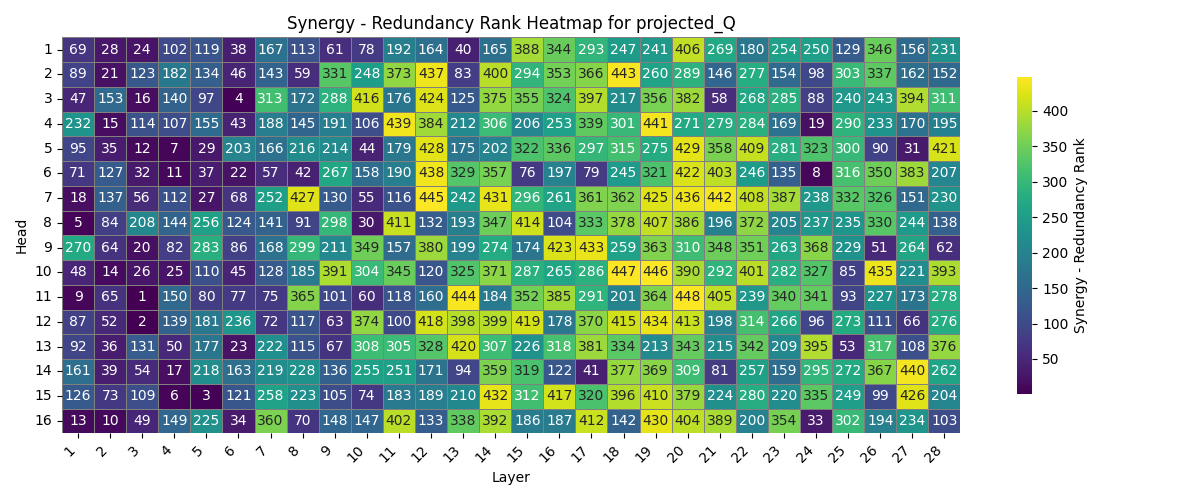 Synergy - Redundancy Rank Heatmap for projected_Q
1 69 28 24 102 119 38 167 113 61 78 192 164 40 165 388 344 293 247 241 406 269 180 254 250 129 346 156 231
2 89 21 123 182 134 46 143 59 331 248 373 437 83 400 294 353 366 443 260 289 146 277 154 98 303 337 162 152
3 47 153 16 140 97 4 313 172 288 416 176 424 125 375 355 324 397 217 356 382 58 268 285 88 240 243 394 311
4 232 15 114 107 155 43 188 145 191 106 439 384 212 306 206 253 339 301 441 271 279 284 169 19 290 233 170 195
5 95 35 12 7 29 203 166 216 214 44 179 428 175 202 322 336 297 315 275 429 358 409 281 323 300 90 31 421
6 71 127 32 11 37 22 57 42 267 158 190 438 329 357 76 197 79 245 321 422 403 246 135 8 316 350 383 207
7 18 137 56 112 27 68 252 427 130 55 116 445 242 431 296 261 361 362 425 436 442 408 387 238 332 326 151 230
8 5 84 208 144 256 124 141 91 298 30 411 132 193 347 414 104 333 378 407 386 196 372 205 237 235 330 244 138
9 270 64 20 82 283 86 168 299 211 349 157 380 199 274 174 423 433 259 363 310 348 351 263 368 229 51 264 62
10 48 14 26 25 110 45 128 185 391 304 345 120 325 371 287 265 286 447 446 390 292 401 282 327 85 435 221 393
11 9 65 1 150 80 77 75 365 101 60 118 160 444 184 352 385 291 201 364 448 405 239 340 341 93 227 173 278
12 87 52 2 139 181 236 72 117 63 374 100 418 398 399 419 178 370 415 434 413 198 314 266 96 273 111 66 276
13 92 36 131 50 177 23 222 115 67 308 305 328 420 307 226 318 381 334 213 343 215 342 209 395 53 317 108 376
14 161 39 54 17 218 163 219 228 136 255 251 171 94 359 319 122 41 377 369 309 81 257 159 295 272 367 440 262
15 126 73 109 6 3 121 258 223 105 74 183 189 210 432 312 417 320 396 410 379 224 280 220 335 249 99 426 204
16 13 10 49 149 225 34 360 70 148 147 402 133 338 392 186 187 412 142 430 404 389 200 354 33 302 194 234 103
1 2 3 4 5 6 7 8 9 10 11 12 13 14 15 16 17 18 19 20 21 22 23 24 25 26 27 28
Layer
Head
400
350
300
250
200
150
100
50
Synergy - Redundancy Rank